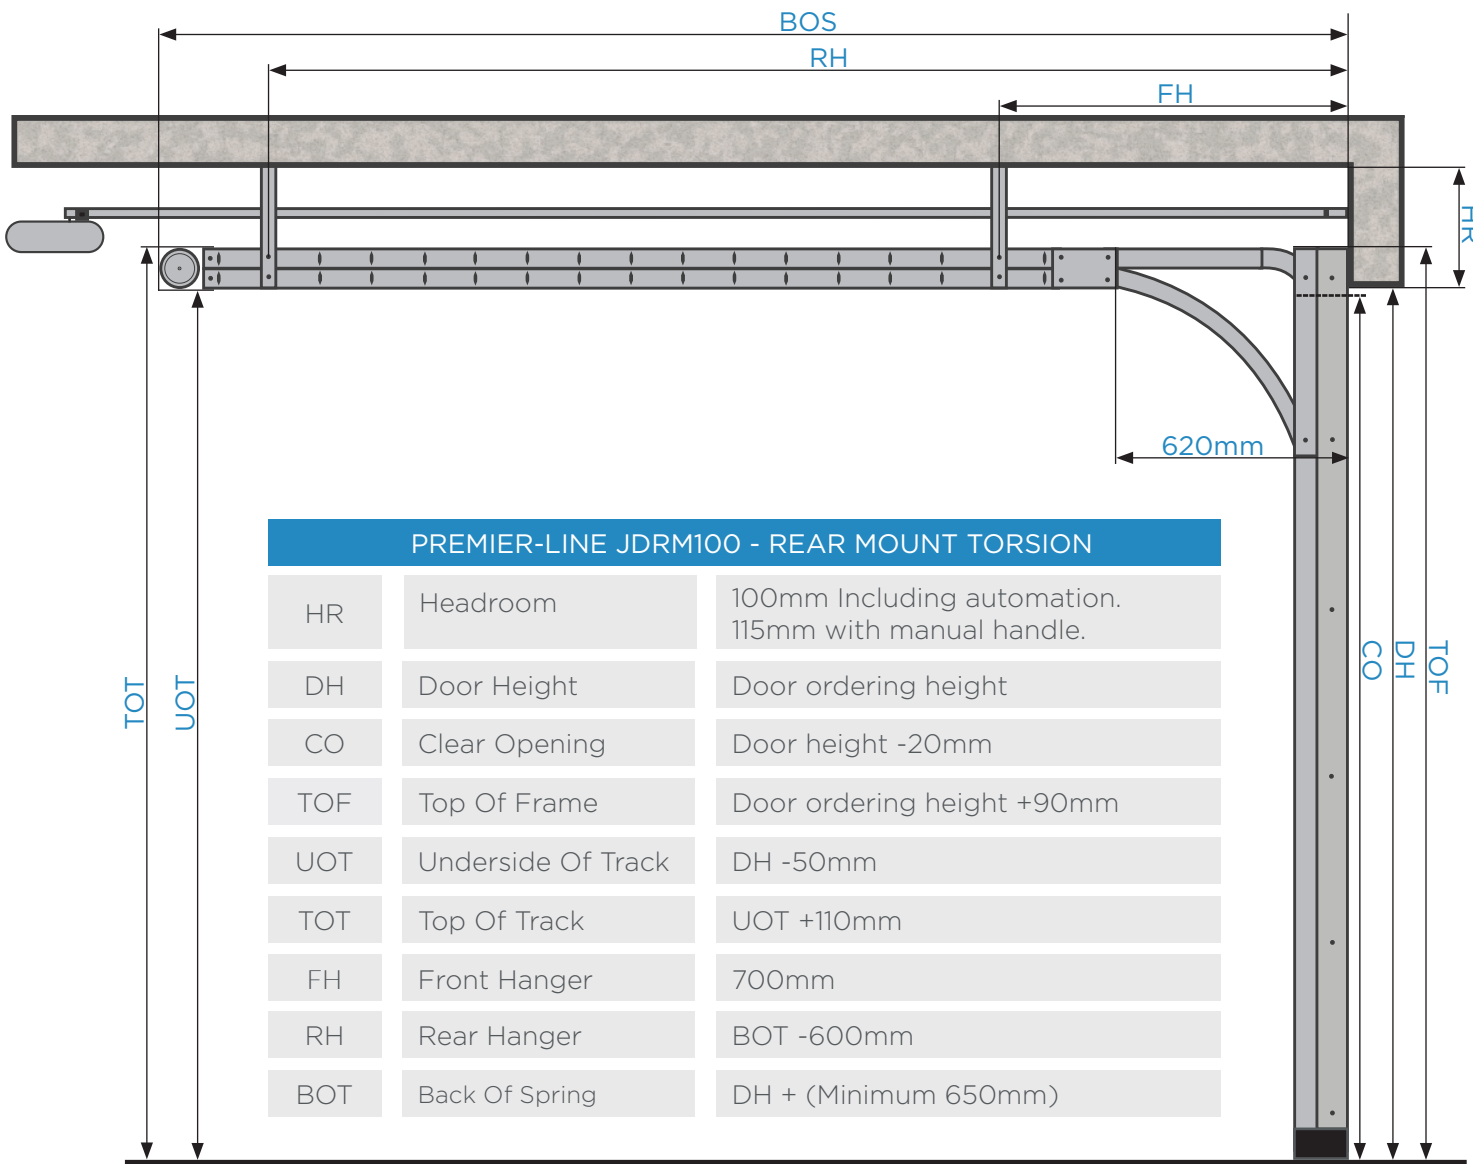 BOS
RH
FH
HR
620mm
TOT
UOT
CO
DH
TOF
PREMIER-LINE JDRM100 - REAR MOUNT TORSION
HR Headroom 100mm Including automation.
115mm with manual handle.
DH Door Height Door ordering height
CO Clear Opening Door height -20mm
TOF Top Of Frame Door ordering height +90mm
UOT Underside Of Track DH -50mm
TOT Top Of Track UOT +110mm
FH Front Hanger 700mm
RH Rear Hanger BOT -600mm
BOT Back Of Spring DH + (Minimum 650mm)